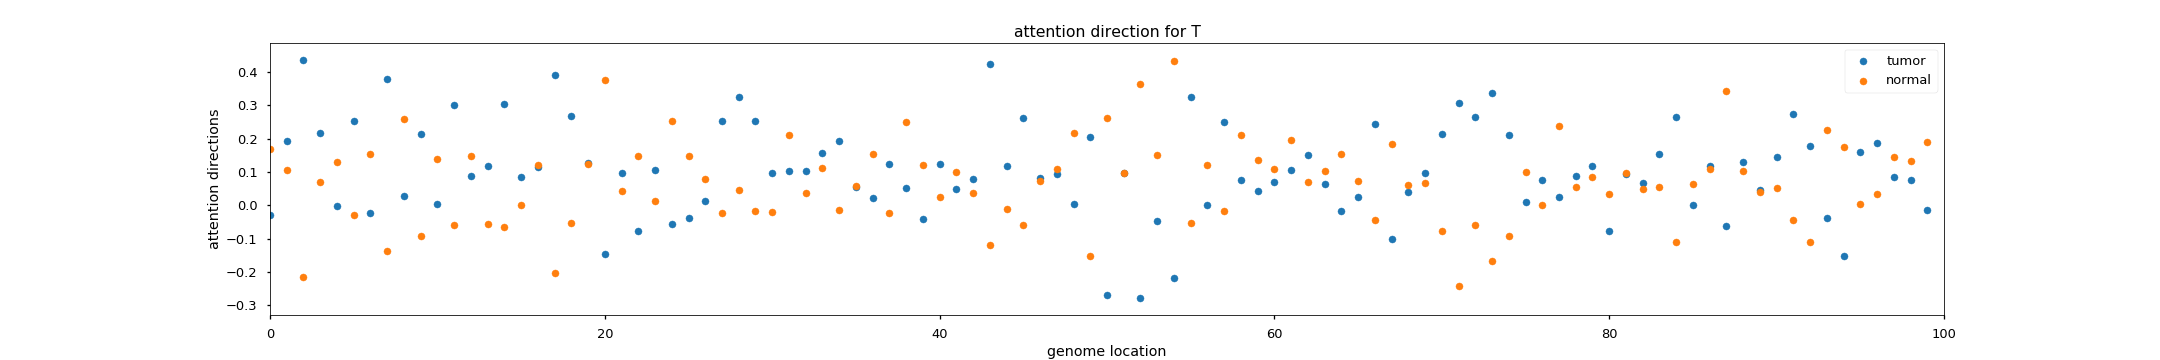 attention direction for T
attention directions
0.4
0.3
0.2
0.1
0.0
−0.1
−0.2
−0.3
tumor
normal
0 20 40 60 80 100
genome location